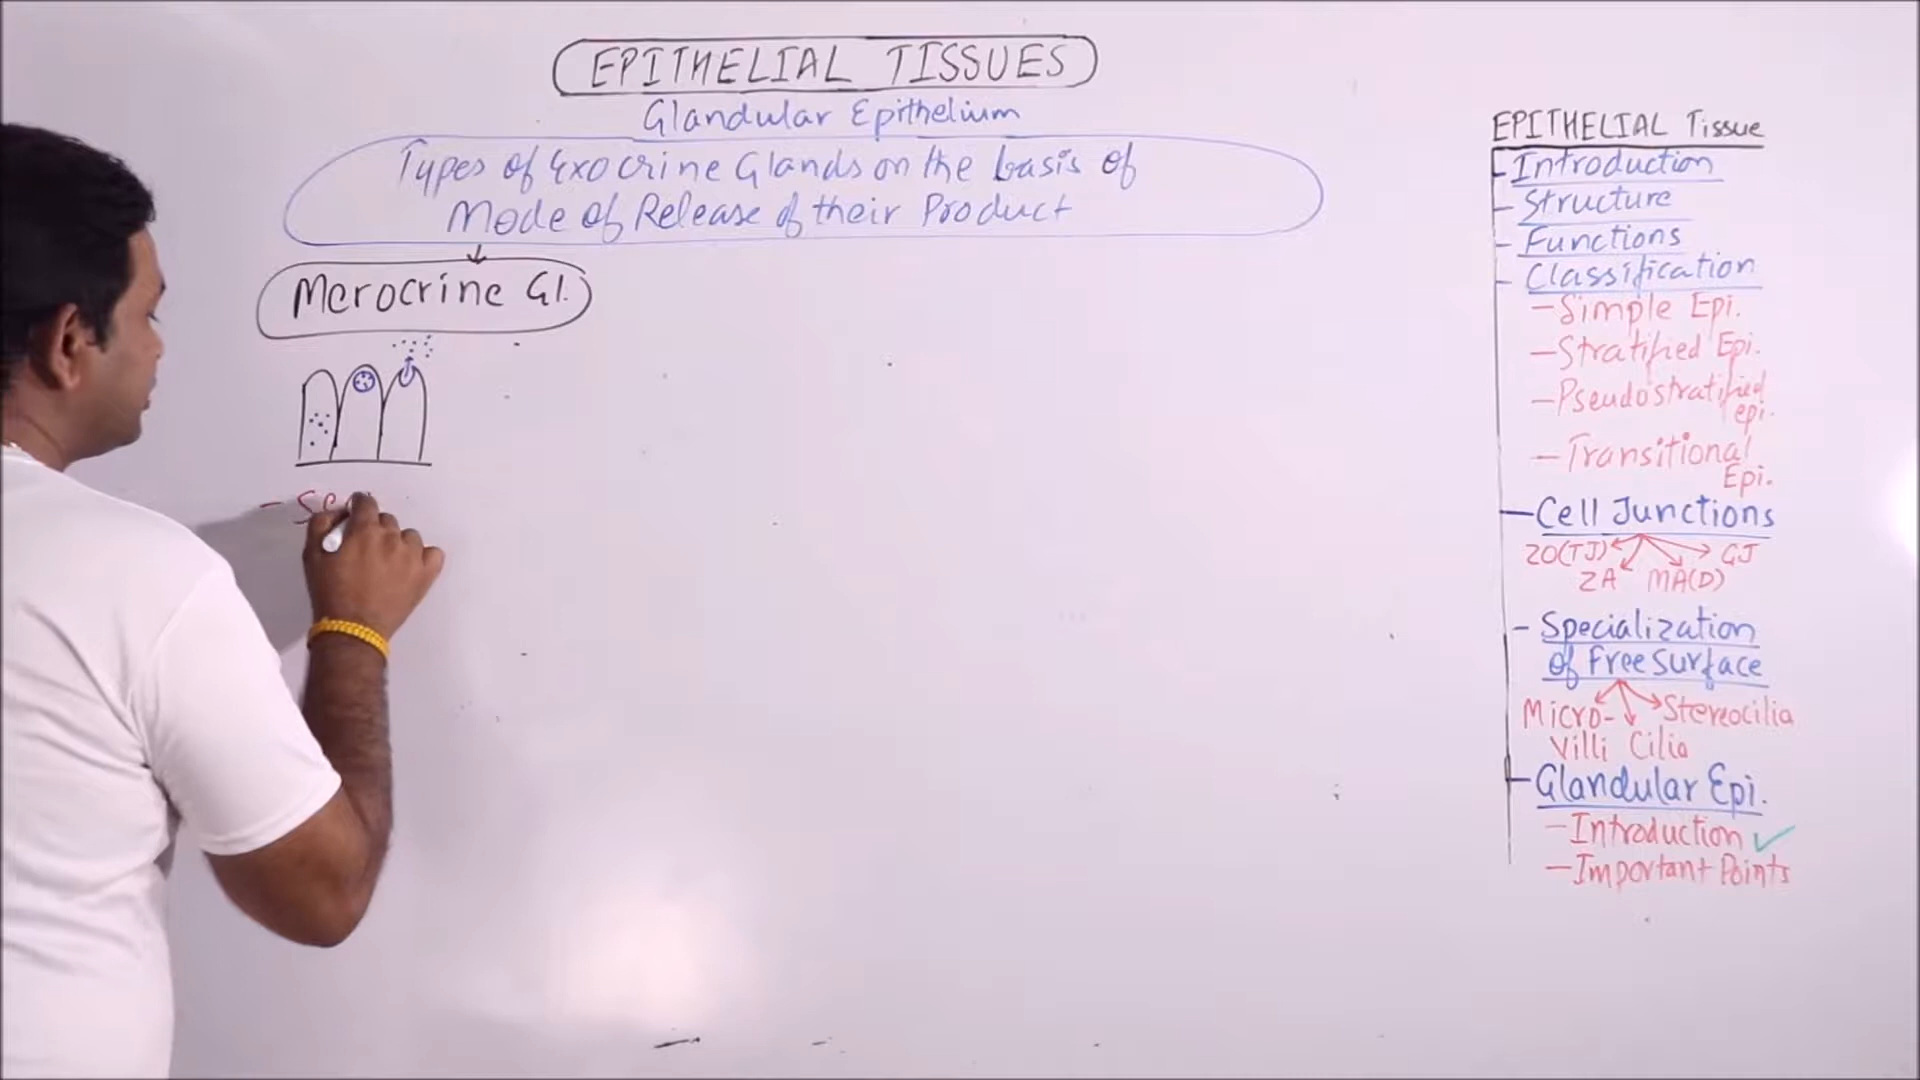 EPITHELIAL TISSUES
Glandular Epithelium
Types of Exocrine Glands on the basis of
Mode of Release of their Product
Merocrine Gl.
EPITHELIAL Tissue
- Introduction
- Structure
- Functions
- Classification
- Simple Epi.
- Stratified Epi.
- Pseudostratified
epi.
- Transitional
Epi.
- Cell Junctions
ZO(TJ) GJ
ZA MA(D)
- Specialization
of Free Surface
Micro- Stereocilia
Villi Cilia
- Glandular Epi.
- Introduction ✓
- Important Points